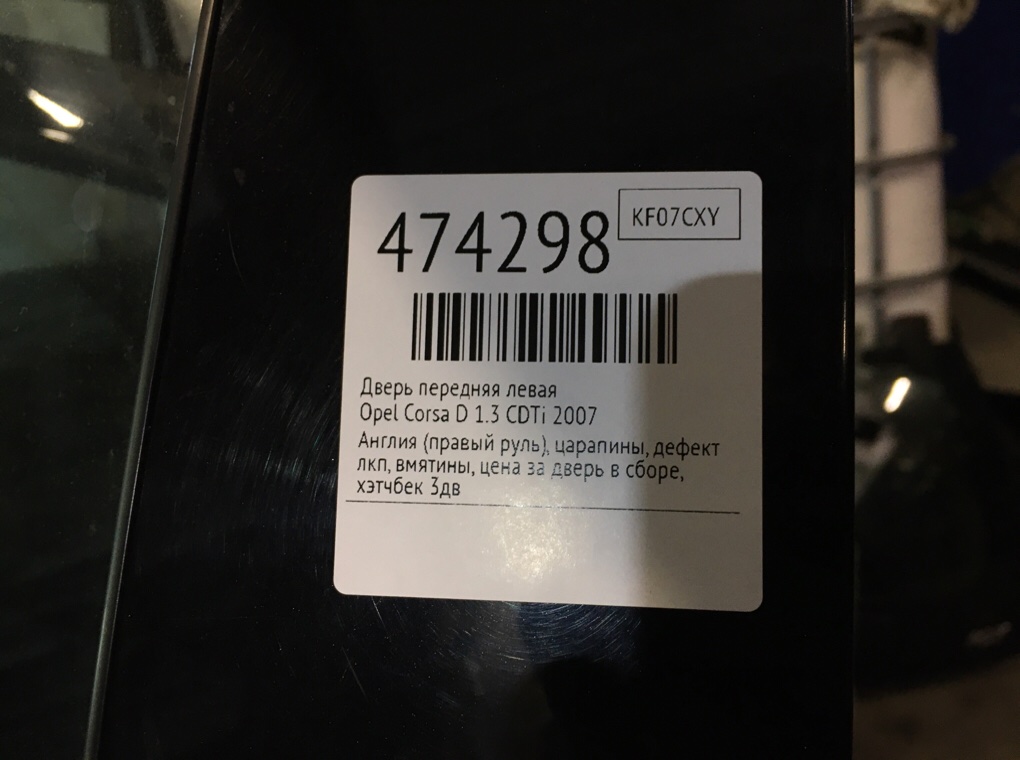 474298
KF07CXY
Дверь передняя левая
Opel Corsa D 1.3 CDTi 2007
Англия (правый руль), царапины, дефект
лкп, вмятины, цена за дверь в сборе,
хэтчбек 3дв